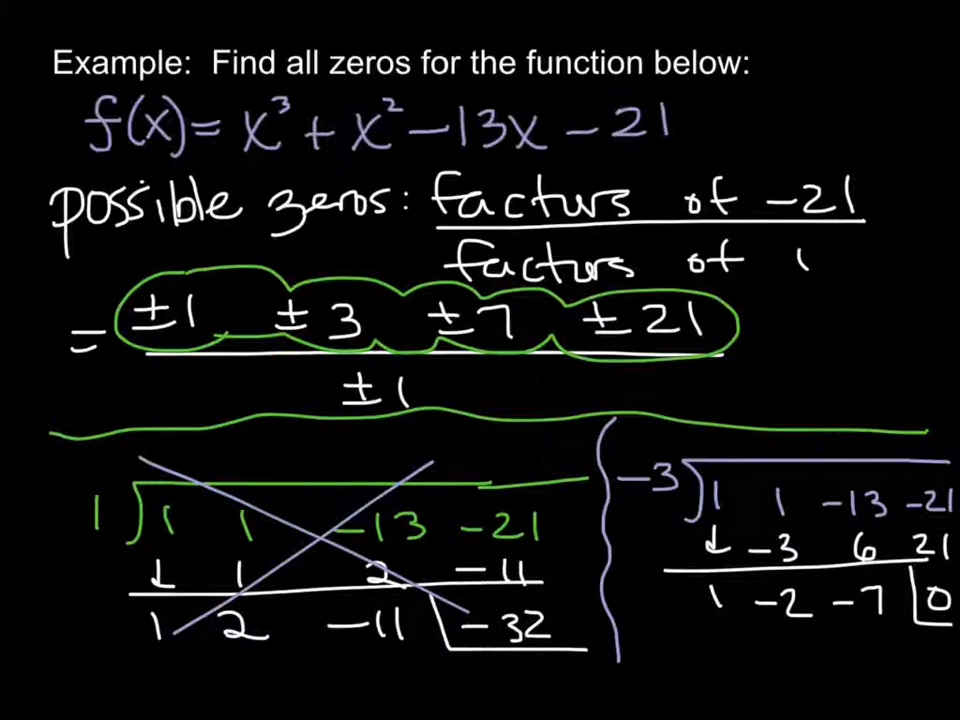 Example: Find all zeros for the function below:
f(x) = x³ + x² - 13x - 21
possible zeros: factors of -21
factors of 1
= ±1 ±3 ±7 ±21
±1
1 1 1 -13 -21
↓ 1 2 -11
1 2 -11 -32
-3 1 1 -13 -21
↓ -3 6 21
1 -2 -7 0